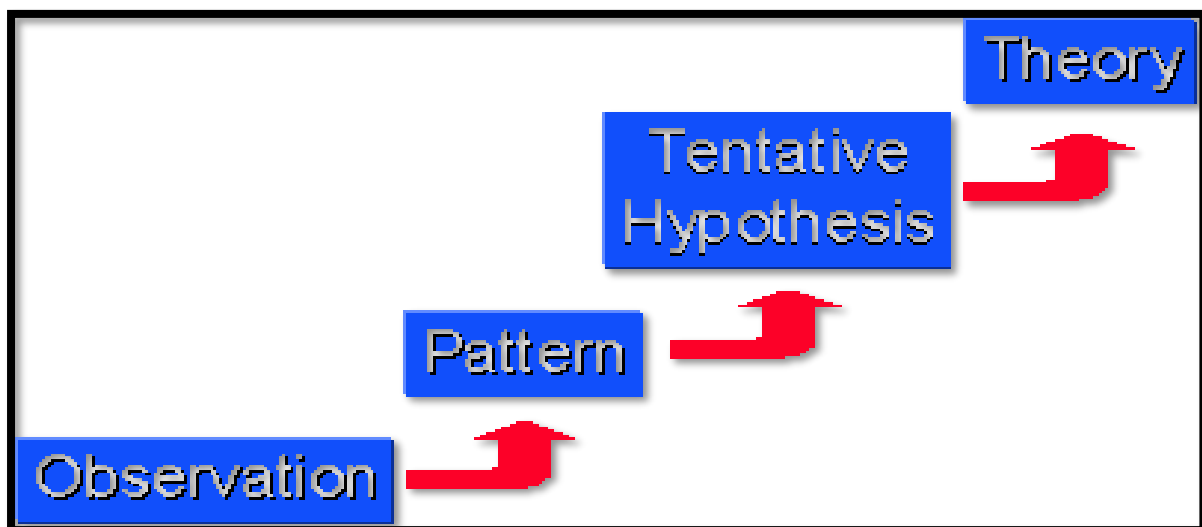 Theory
Tentative
Hypothesis
Pattern
Observation